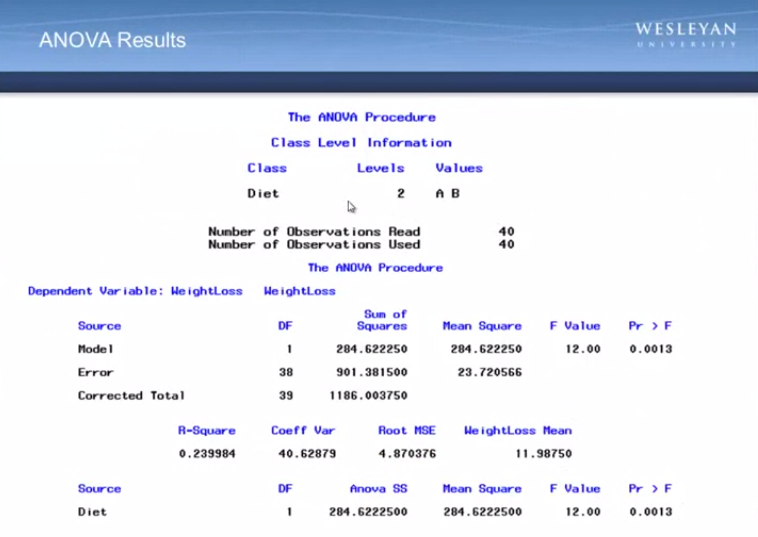 ANOVA Results
WESLEYAN
UNIVERSITY
The ANOVA Procedure
Class Level Information
Class Levels Values
Diet 2 A B
Number of Observations Read 40
Number of Observations Used 40
The ANOVA Procedure
Dependent Variable: WeightLoss WeightLoss
Sum of
Source DF Squares Mean Square F Value Pr > F
Model 1 284.622250 284.622250 12.00 0.0013
Error 38 901.381500 23.720566
Corrected Total 39 1186.003750
R-Square Coeff Var Root MSE WeightLoss Mean
0.239984 40.62879 4.870376 11.98750
Source DF Anova SS Mean Square F Value Pr > F
Diet 1 284.6222500 284.6222500 12.00 0.0013